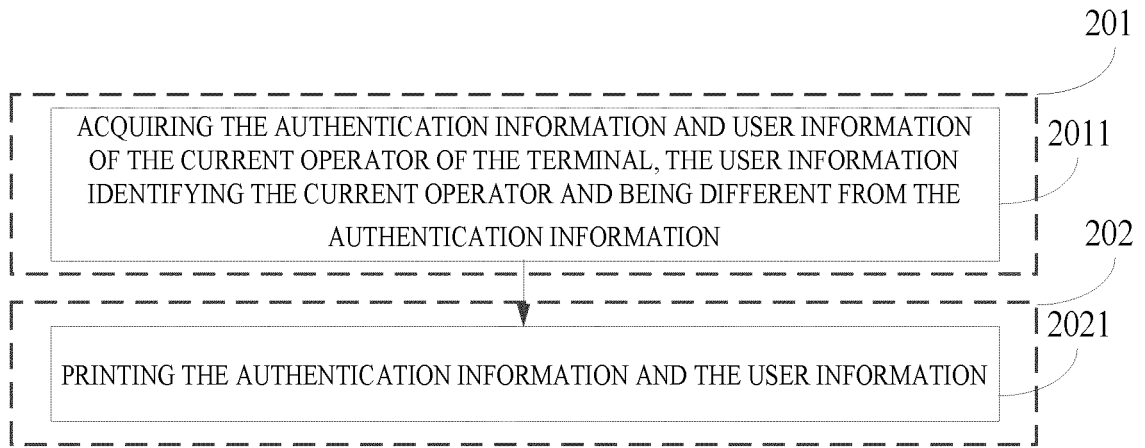 201
ACQUIRING THE AUTHENTICATION INFORMATION AND USER INFORMATION
OF THE CURRENT OPERATOR OF THE TERMINAL, THE USER INFORMATION
IDENTIFYING THE CURRENT OPERATOR AND BEING DIFFERENT FROM THE
AUTHENTICATION INFORMATION
2011
202
PRINTING THE AUTHENTICATION INFORMATION AND THE USER INFORMATION
2021